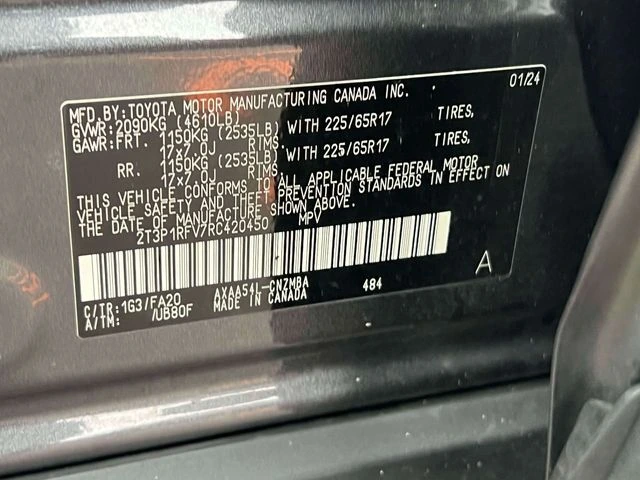 MFD.BY:TOYOTA MOTOR MANUFACTURING CANADA INC. 01/24
GVWR:2090KG (4610LB)
GAWR:FRT. 1150KG (2535LB) WITH 225/65R17 TIRES,
17x7.0J RIMS.
RR. 1150KG (2535LB) WITH 225/65R17 TIRES,
17x7.0J RIMS.
THIS VEHICLE CONFORMS TO ALL APPLICABLE FEDERAL MOTOR
VEHICLE SAFETY AND THEFT PREVENTION STANDARDS IN EFFECT ON
THE DATE OF MANUFACTURE SHOWN ABOVE.
2T3P1RFV7RC420450 MPV
A
C/TR:1G3/FA20 AXAA54L-CNZMBA 484
A/TM: /UB80F MADE IN CANADA